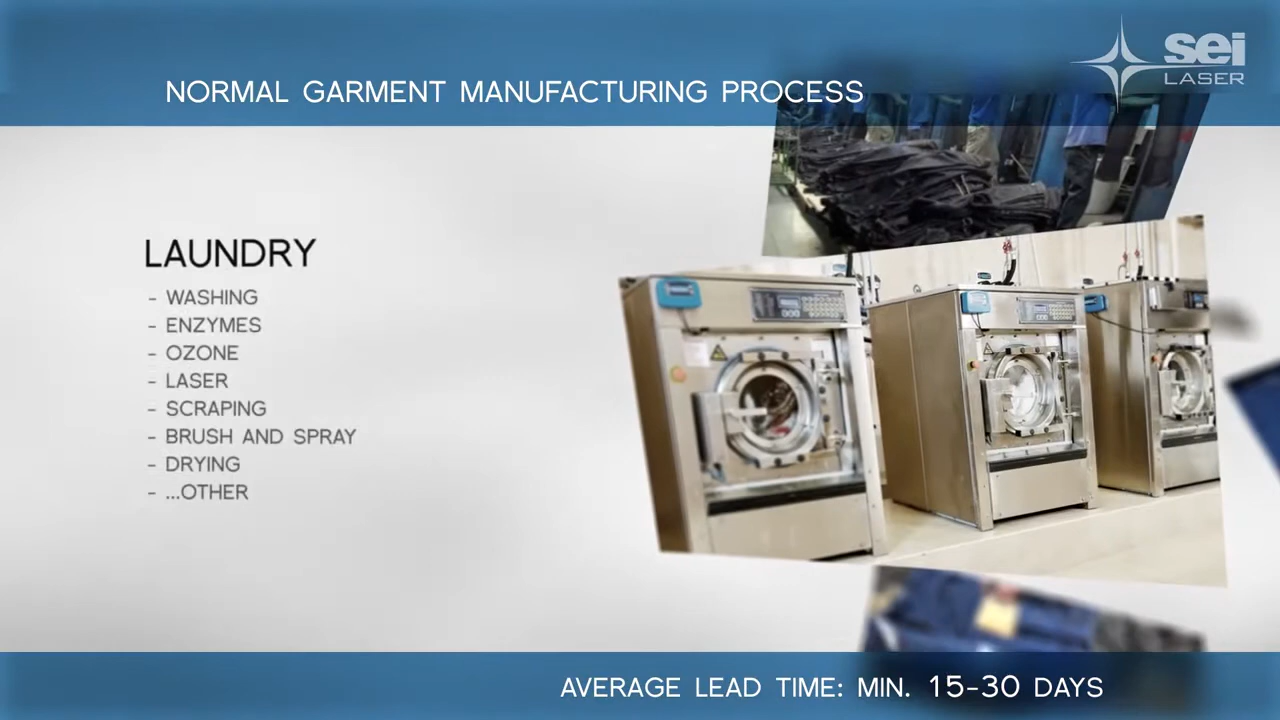 sei
LASER
NORMAL GARMENT MANUFACTURING PROCESS
LAUNDRY
- WASHING
- ENZYMES
- OZONE
- LASER
- SCRAPING
- BRUSH AND SPRAY
- DRYING
- ...OTHER
AVERAGE LEAD TIME: MIN. 15-30 DAYS